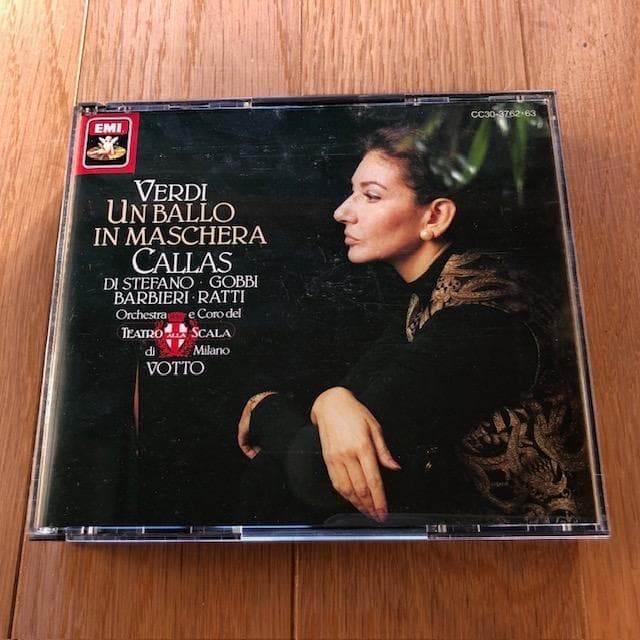 CC30-3762・63
EMI
VERDI
UN BALLO
IN MASCHERA
CALLAS
DI STEFANO · GOBBI
BARBIERI · RATTI
Orchestra e Coro del
TEATRO ALLA SCALA
di Milano
VOTTO